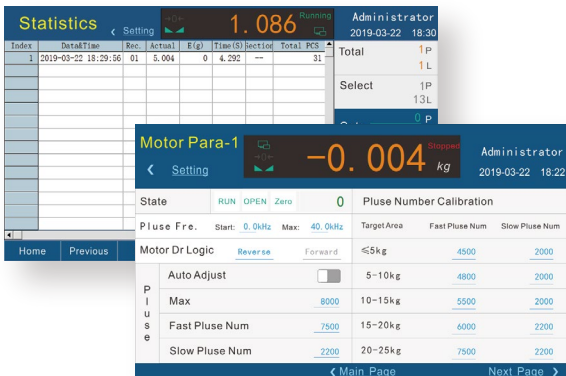 Statistics < Setting →0← 1.086 Running Administrator
2019-03-22 18:30
Index Data&Time Rec. Actual E(g) Time(S) Section Total PCS
1 2019-03-22 18:29:56 01 5.004 0 4.292 -- 31
Total 1P
1L
Select 1P
13L
0 P
Home Previous
Motor Para-1 →0← -0.004 Stopped kg Administrator
< Setting 2019-03-22 18:22
State RUN OPEN Zero 0
Pluse Fre. Start: 0.0kHz Max: 40.0kHz
Motor Dr Logic Reverse Forward
Pluse
Auto Adjust
Max 8000
Fast Pluse Num 7500
Slow Pluse Num 2200
Pluse Number Calibration
Target Area Fast Pluse Num Slow Pluse Num
≤5kg 4500 2000
5-10kg 4800 2000
10-15kg 5500 2000
15-20kg 6000 2200
20-25kg 7500 2200
< Main Page Next Page >